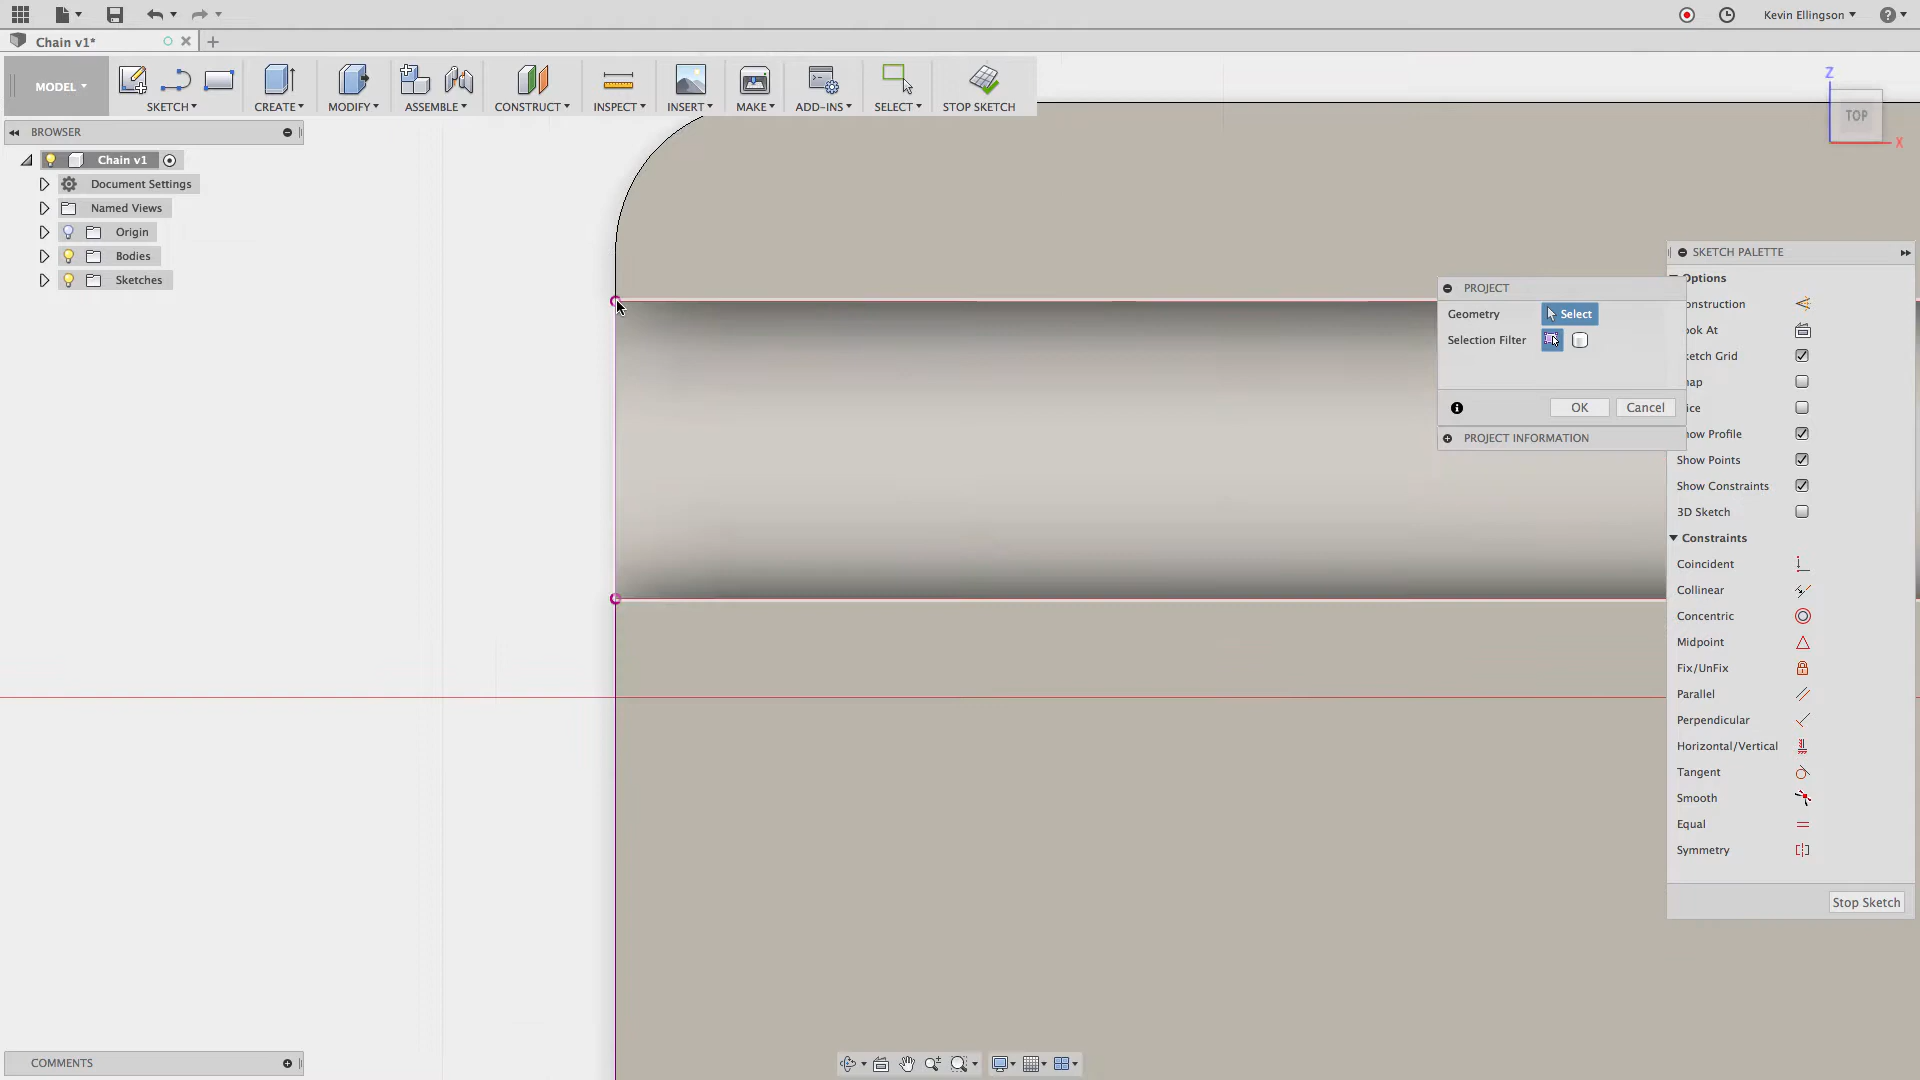 Kevin Ellingson
Chain v1*
MODEL
SKETCH
CREATE
MODIFY
ASSEMBLE
CONSTRUCT
INSPECT
INSERT
MAKE
ADD-INS
SELECT
STOP SKETCH
Z
TOP
X
BROWSER
Chain v1
Document Settings
Named Views
Origin
Bodies
Sketches
SKETCH PALETTE
Options
onstruction
ook At
ketch Grid
nap
lice
how Profile
Show Points
Show Constraints
3D Sketch
Constraints
Coincident
Collinear
Concentric
Midpoint
Fix/UnFix
Parallel
Perpendicular
Horizontal/Vertical
Tangent
Smooth
Equal
Symmetry
Stop Sketch
PROJECT
Geometry
Select
Selection Filter
OK
Cancel
PROJECT INFORMATION
COMMENTS